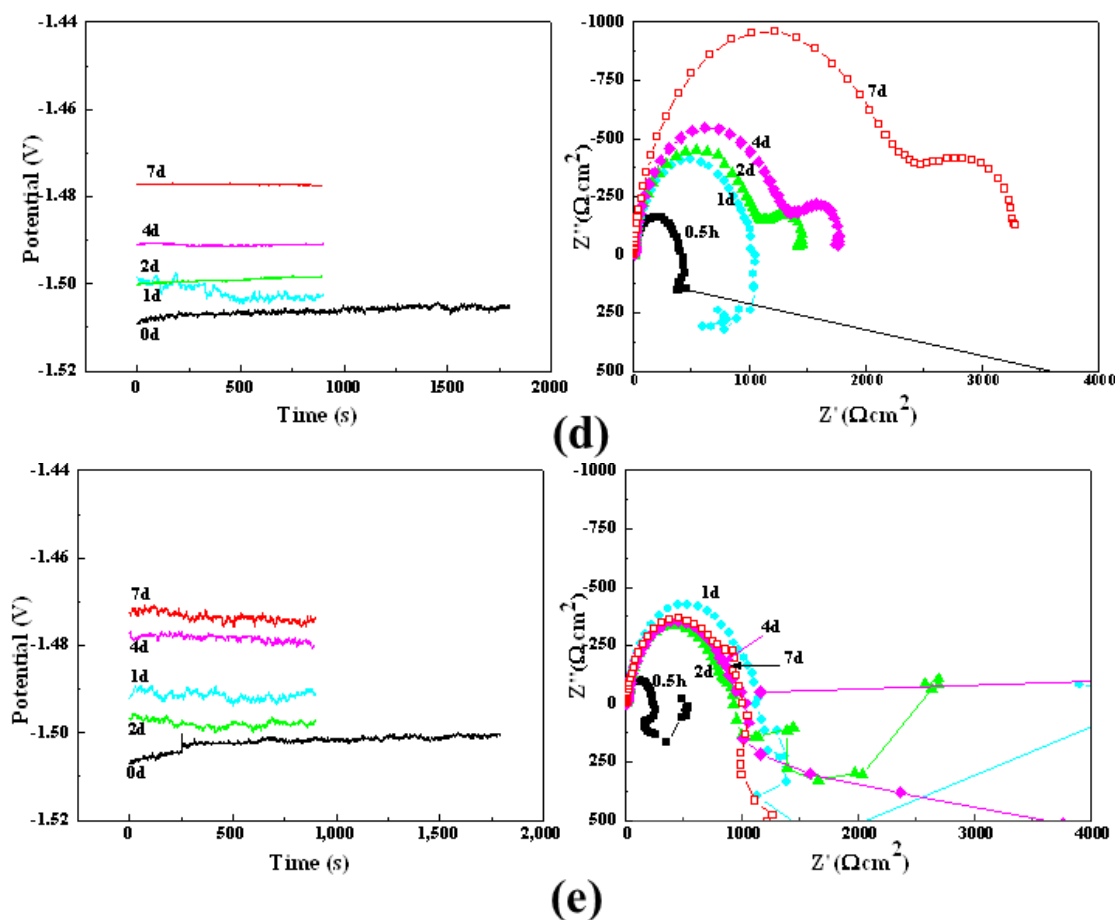 -1.44
-1.46
-1.48
-1.50
-1.52
Potential (V)
7d
4d
2d
1d
0d
0 500 1000 1500 2000
Time (s)
-1000
-750
-500
-250
0
250
500
Z''(Ω.cm²)
7d
4d
2d
1d
0.5h
0 1000 2000 3000 4000
Z' (Ωcm²)
(d)
-1.44
-1.46
-1.48
-1.50
-1.52
Potential (V)
7d
4d
1d
2d
0d
0 500 1,000 1,500 2,000
Time (s)
-1000
-750
-500
-250
0
250
500
Z''(Ω.cm²)
1d
4d
7d
2d
0.5h
0 1000 2000 3000 4000
Z' (Ωcm²)
(e)